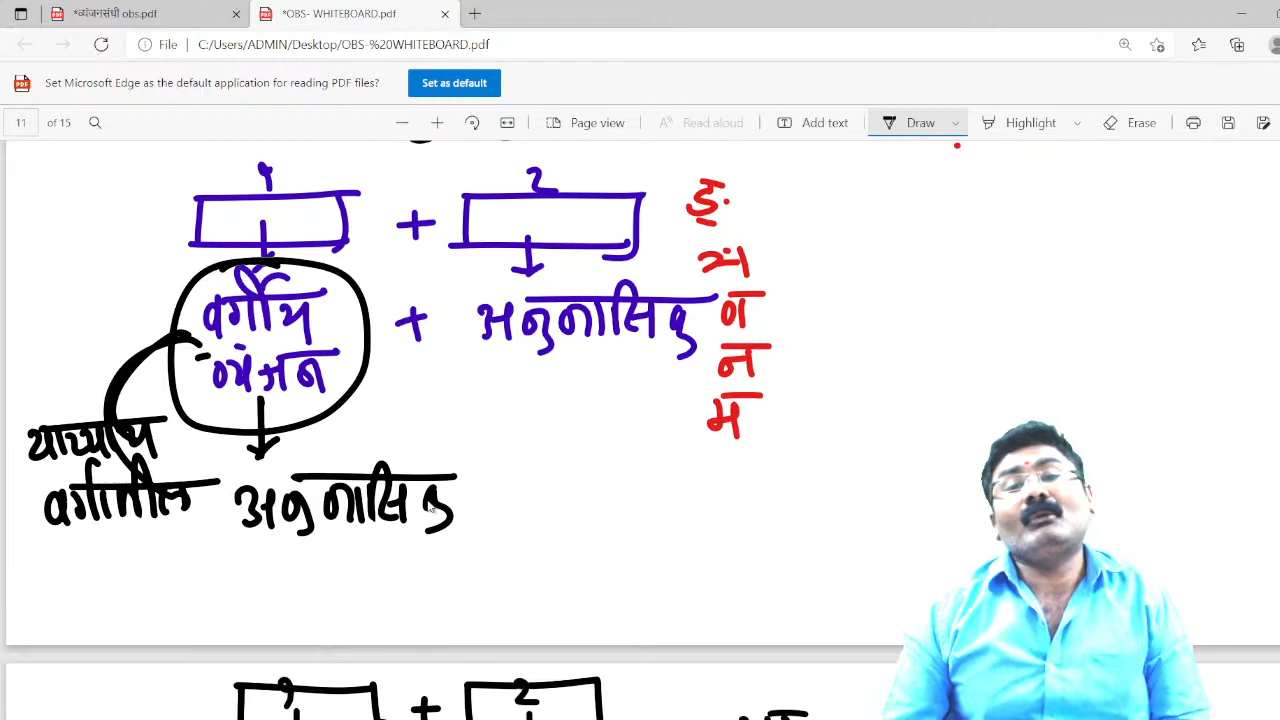 *व्यंजनसंधी obs.pdf
*OBS- WHITEBOARD.pdf
File C:/Users/ADMIN/Desktop/OBS-%20WHITEBOARD.pdf
Set Microsoft Edge as the default application for reading PDF files? Set as default
11 of 15 Page view Read aloud Add text Draw Highlight Erase
१ + 2
वर्गीय + अनुनासिक
व्यंजन
ङ
ञ
ण
न
म
याच्याच
वर्गातील अनुनासिक
१ + 2